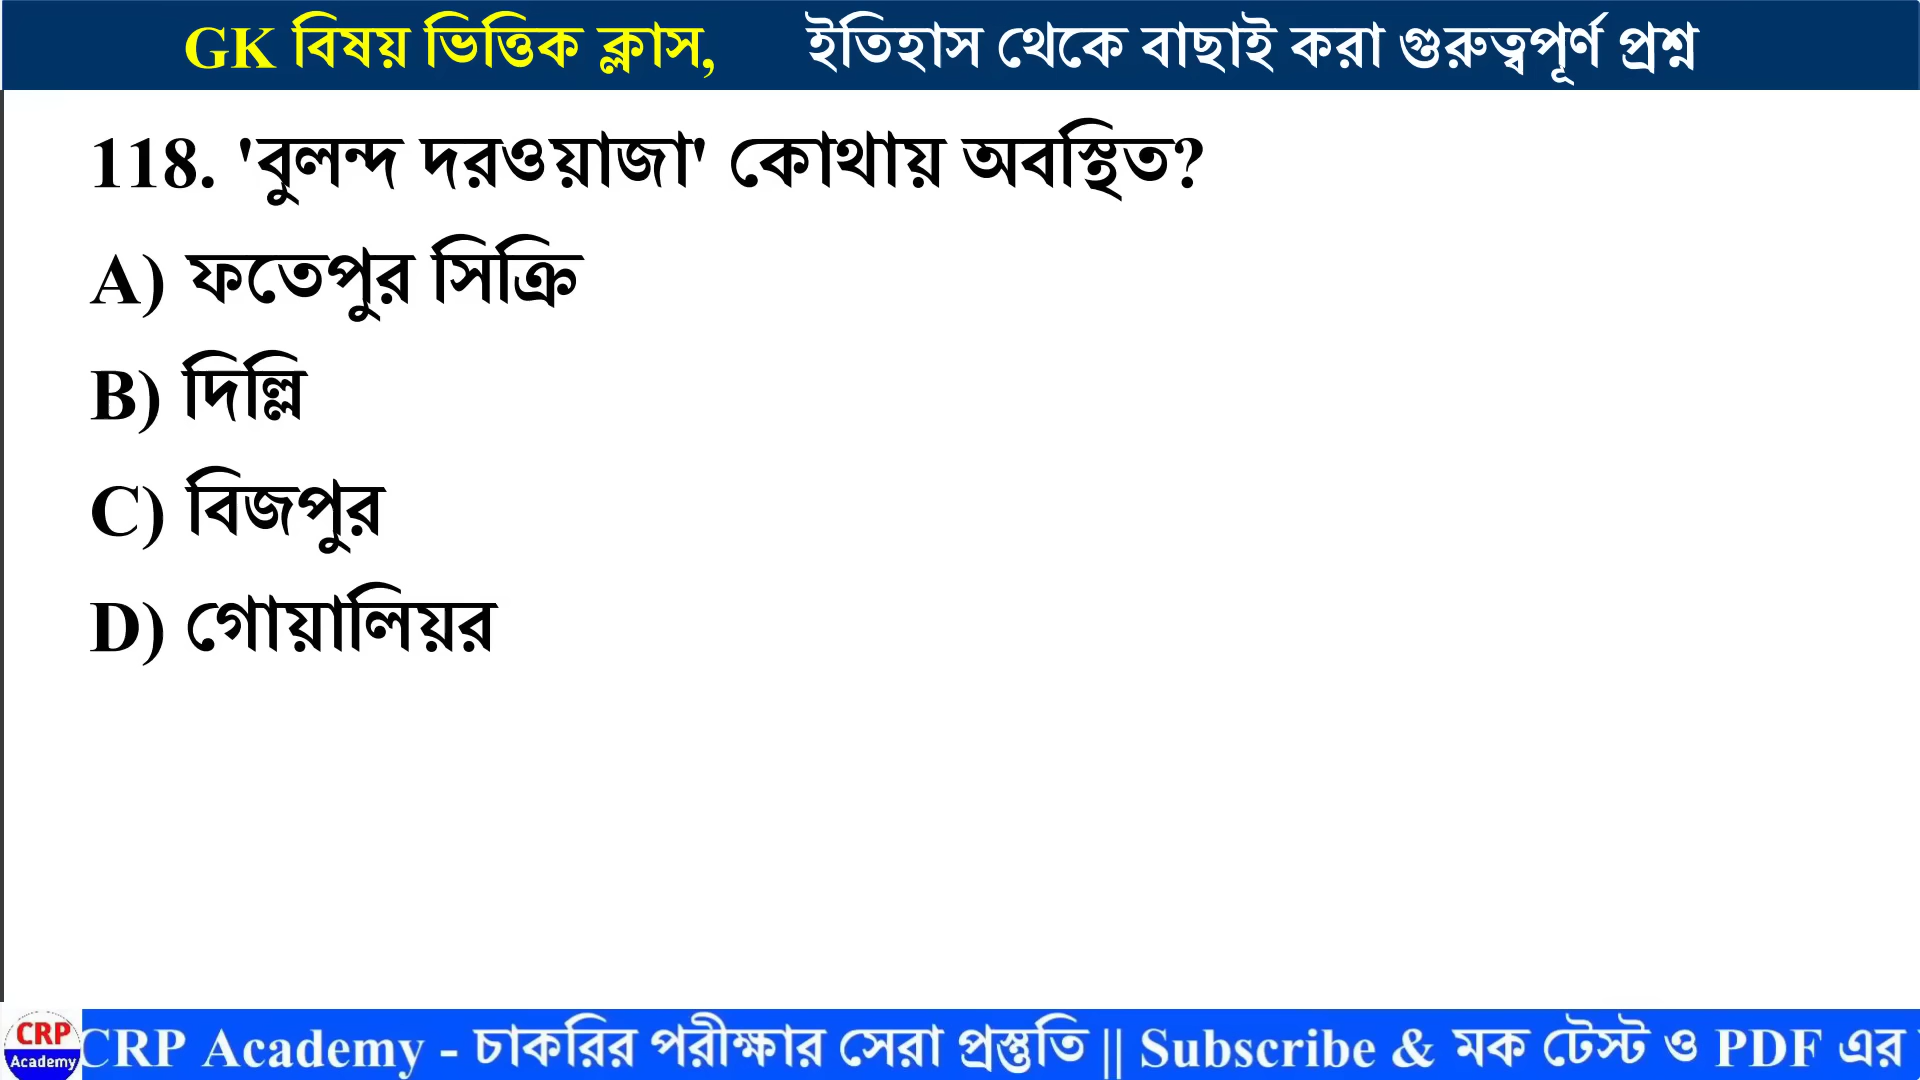 GK বিষয় ভিত্তিক ক্লাস, ইতিহাস থেকে বাছাই করা গুরুত্বপূর্ণ প্রশ্ন
118. 'বুলন্দ দরওয়াজা' কোথায় অবস্থিত?
A) ফতেপুর সিক্রি
B) দিল্লি
C) বিজপুর
D) গোয়ালিয়র
CRP Academy
CRP Academy - চাকরির পরীক্ষার সেরা প্রস্তুতি || Subscribe & মক টেস্ট ও PDF এর